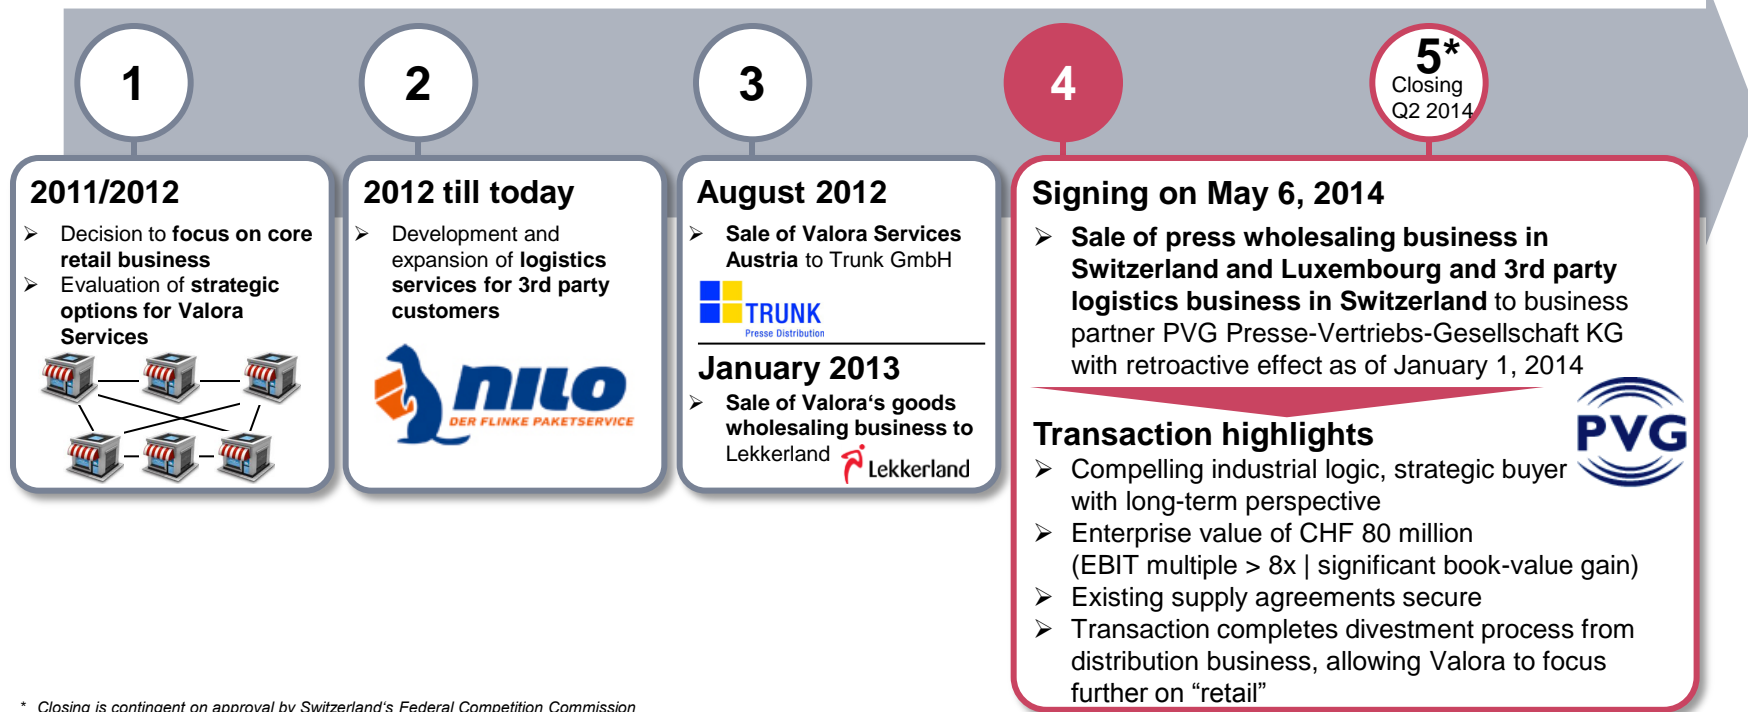 1
2
3
4
5*
Closing
Q2 2014
2011/2012
➢ Decision to focus on core
retail business
➢ Evaluation of strategic
options for Valora
Services
2012 till today
➢ Development and
expansion of logistics
services for 3rd party
customers
NILO
DER FLINKE PAKETSERVICE
August 2012
➢ Sale of Valora Services
Austria to Trunk GmbH
TRUNK
Presse Distribution
January 2013
➢ Sale of Valora‘s goods
wholesaling business to
Lekkerland
Lekkerland
Signing on May 6, 2014
➢ Sale of press wholesaling business in
Switzerland and Luxembourg and 3rd party
logistics business in Switzerland to business
partner PVG Presse-Vertriebs-Gesellschaft KG
with retroactive effect as of January 1, 2014
PVG
Transaction highlights
➢ Compelling industrial logic, strategic buyer
with long-term perspective
➢ Enterprise value of CHF 80 million
(EBIT multiple > 8x | significant book-value gain)
➢ Existing supply agreements secure
➢ Transaction completes divestment process from
distribution business, allowing Valora to focus
further on “retail”
* Closing is contingent on approval by Switzerland‘s Federal Competition Commission